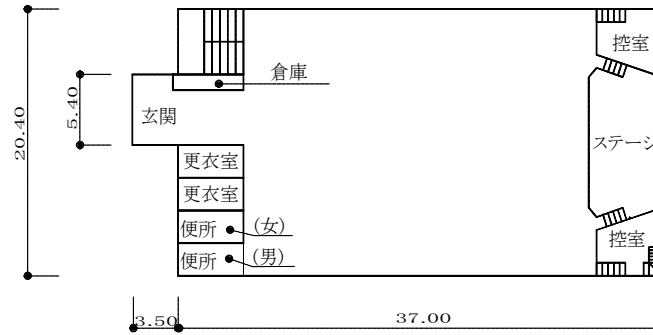 控室
倉庫
玄関
5.40
20.40
ステージ
更衣室
更衣室
便所 (女)
便所 (男)
控室
3.50
37.00